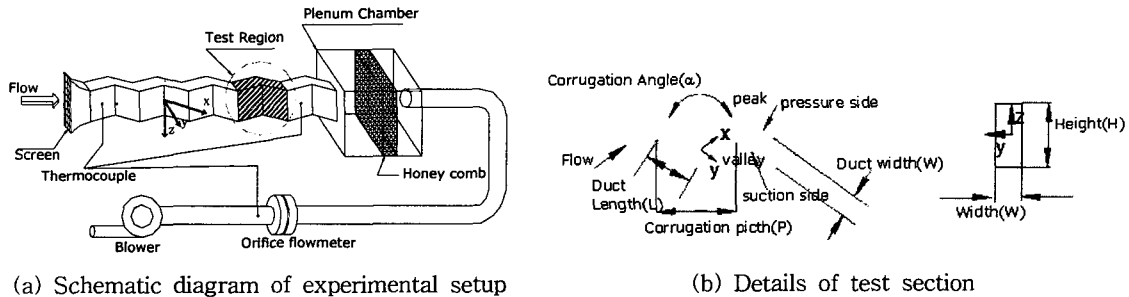 Plenum Chamber
Test Region
Flow
x
y
z
Screen
Thermocouple
Honey comb
Blower
Orifice flowmeter
(a) Schematic diagram of experimental setup
Corrugation Angle(α)
peak
pressure side
x
Flow
valley
y
Duct width(W)
Duct
Length(L)
suction side
Corrugation picth(P)
z
Height(H)
y
Width(W)
(b) Details of test section